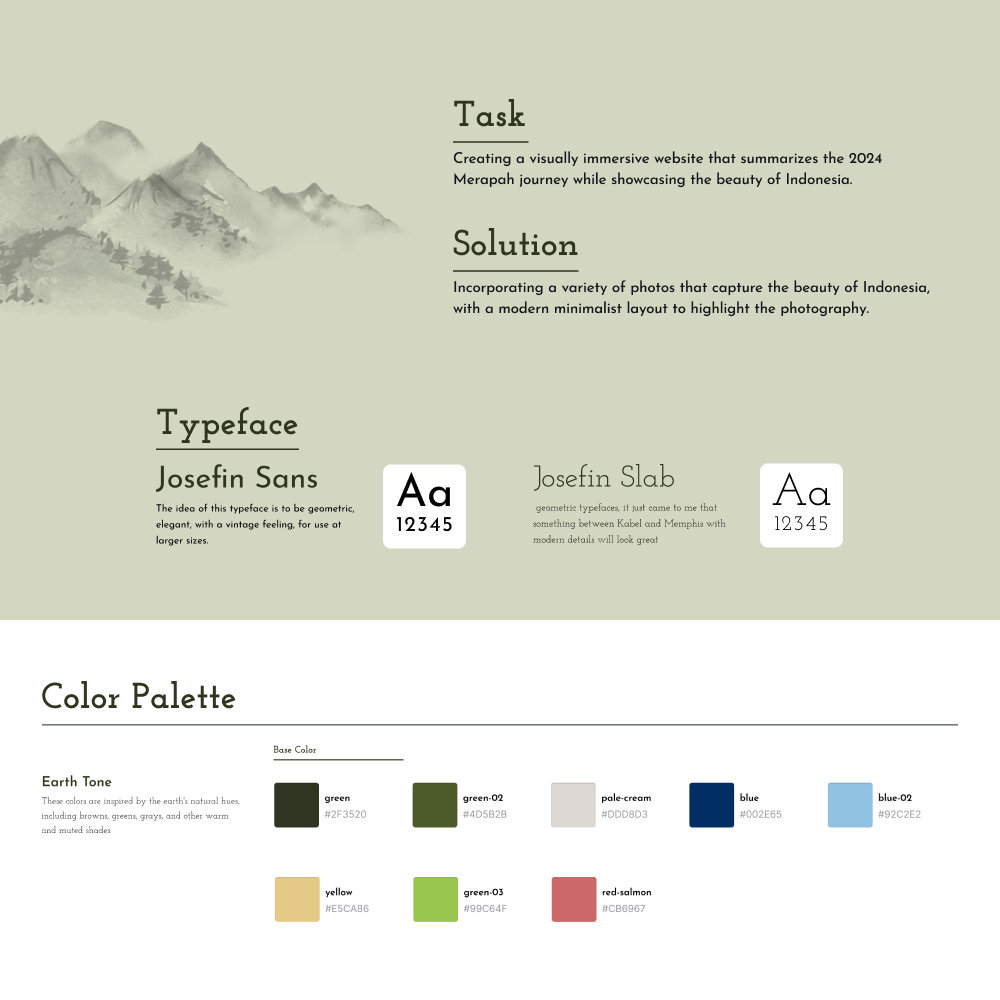 Task
Creating a visually immersive website that summarizes the 2024
Merapah journey while showcasing the beauty of Indonesia.
Solution
Incorporating a variety of photos that capture the beauty of Indonesia,
with a modern minimalist layout to highlight the photography.
Typeface
Josefin Sans
The idea of this typeface is to be geometric,
elegant, with a vintage feeling, for use at
larger sizes.
Aa
12345
Josefin Slab
geometric typefaces, it just came to me that
something between Kabel and Memphis with
modern details will look great
Aa
12345
Color Palette
Base Color
Earth Tone
These colors are inspired by the earth's natural hues,
including browns, greens, grays, and other warm
and muted shades
green
#2F3520
green-02
#4D5B2B
pale-cream
#DDD8D3
blue
#002E65
blue-02
#92C2E2
yellow
#E5CA86
green-03
#99C64F
red-salmon
#CB6967